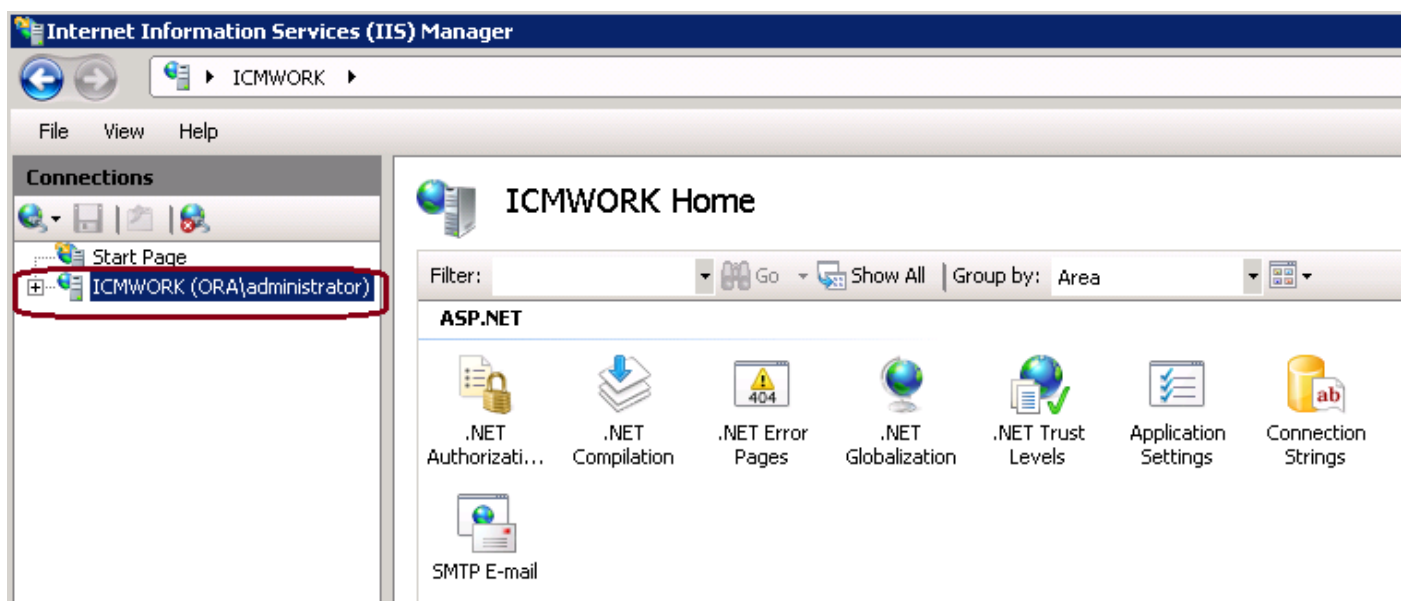 Internet Information Services (IIS) Manager
ICMWORK
File View Help
Connections
Start Page
ICMWORK (ORA\administrator)
ICMWORK Home
Filter: Go Show All Group by: Area
ASP.NET
404
ab
.NET Authorizati...
.NET Compilation
.NET Error Pages
.NET Globalization
.NET Trust Levels
Application Settings
Connection Strings
SMTP E-mail